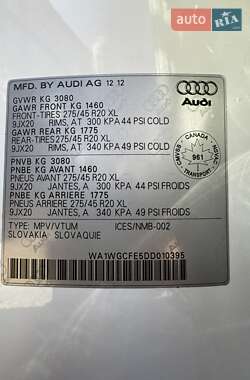 MFD. BY AUDI AG 12 12
GVWR KG 3080
GAWR FRONT KG 1460
FRONT-TIRES 275/45 R20 XL
9JX20 RIMS, AT 300 KPA 44 PSI COLD
GAWR REAR KG 1775
REAR-TIRES 275/45 R20 XL
9JX20 RIMS, AT 340 KPA 49 PSI COLD
Audi
PNVB KG 3080
PNBE KG AVANT 1460
PNEUS AVANT 275/45 R20 XL
9JX20 JANTES, A 300 KPA 44 PSI FROIDS
PNBE KG ARRIERE 1775
PNEUS ARRIERE 275/45 R20 XL
9JX20 JANTES, A 340 KPA 49 PSI FROIDS
CANADA
CMVSS 961 NSVAC
TRANSPORT
TYPE: MPV/VTUM ICES/NMB-002
SLOVAKIA SLOVAQUIE
WA1WGCFE5DD010395
RIA.com